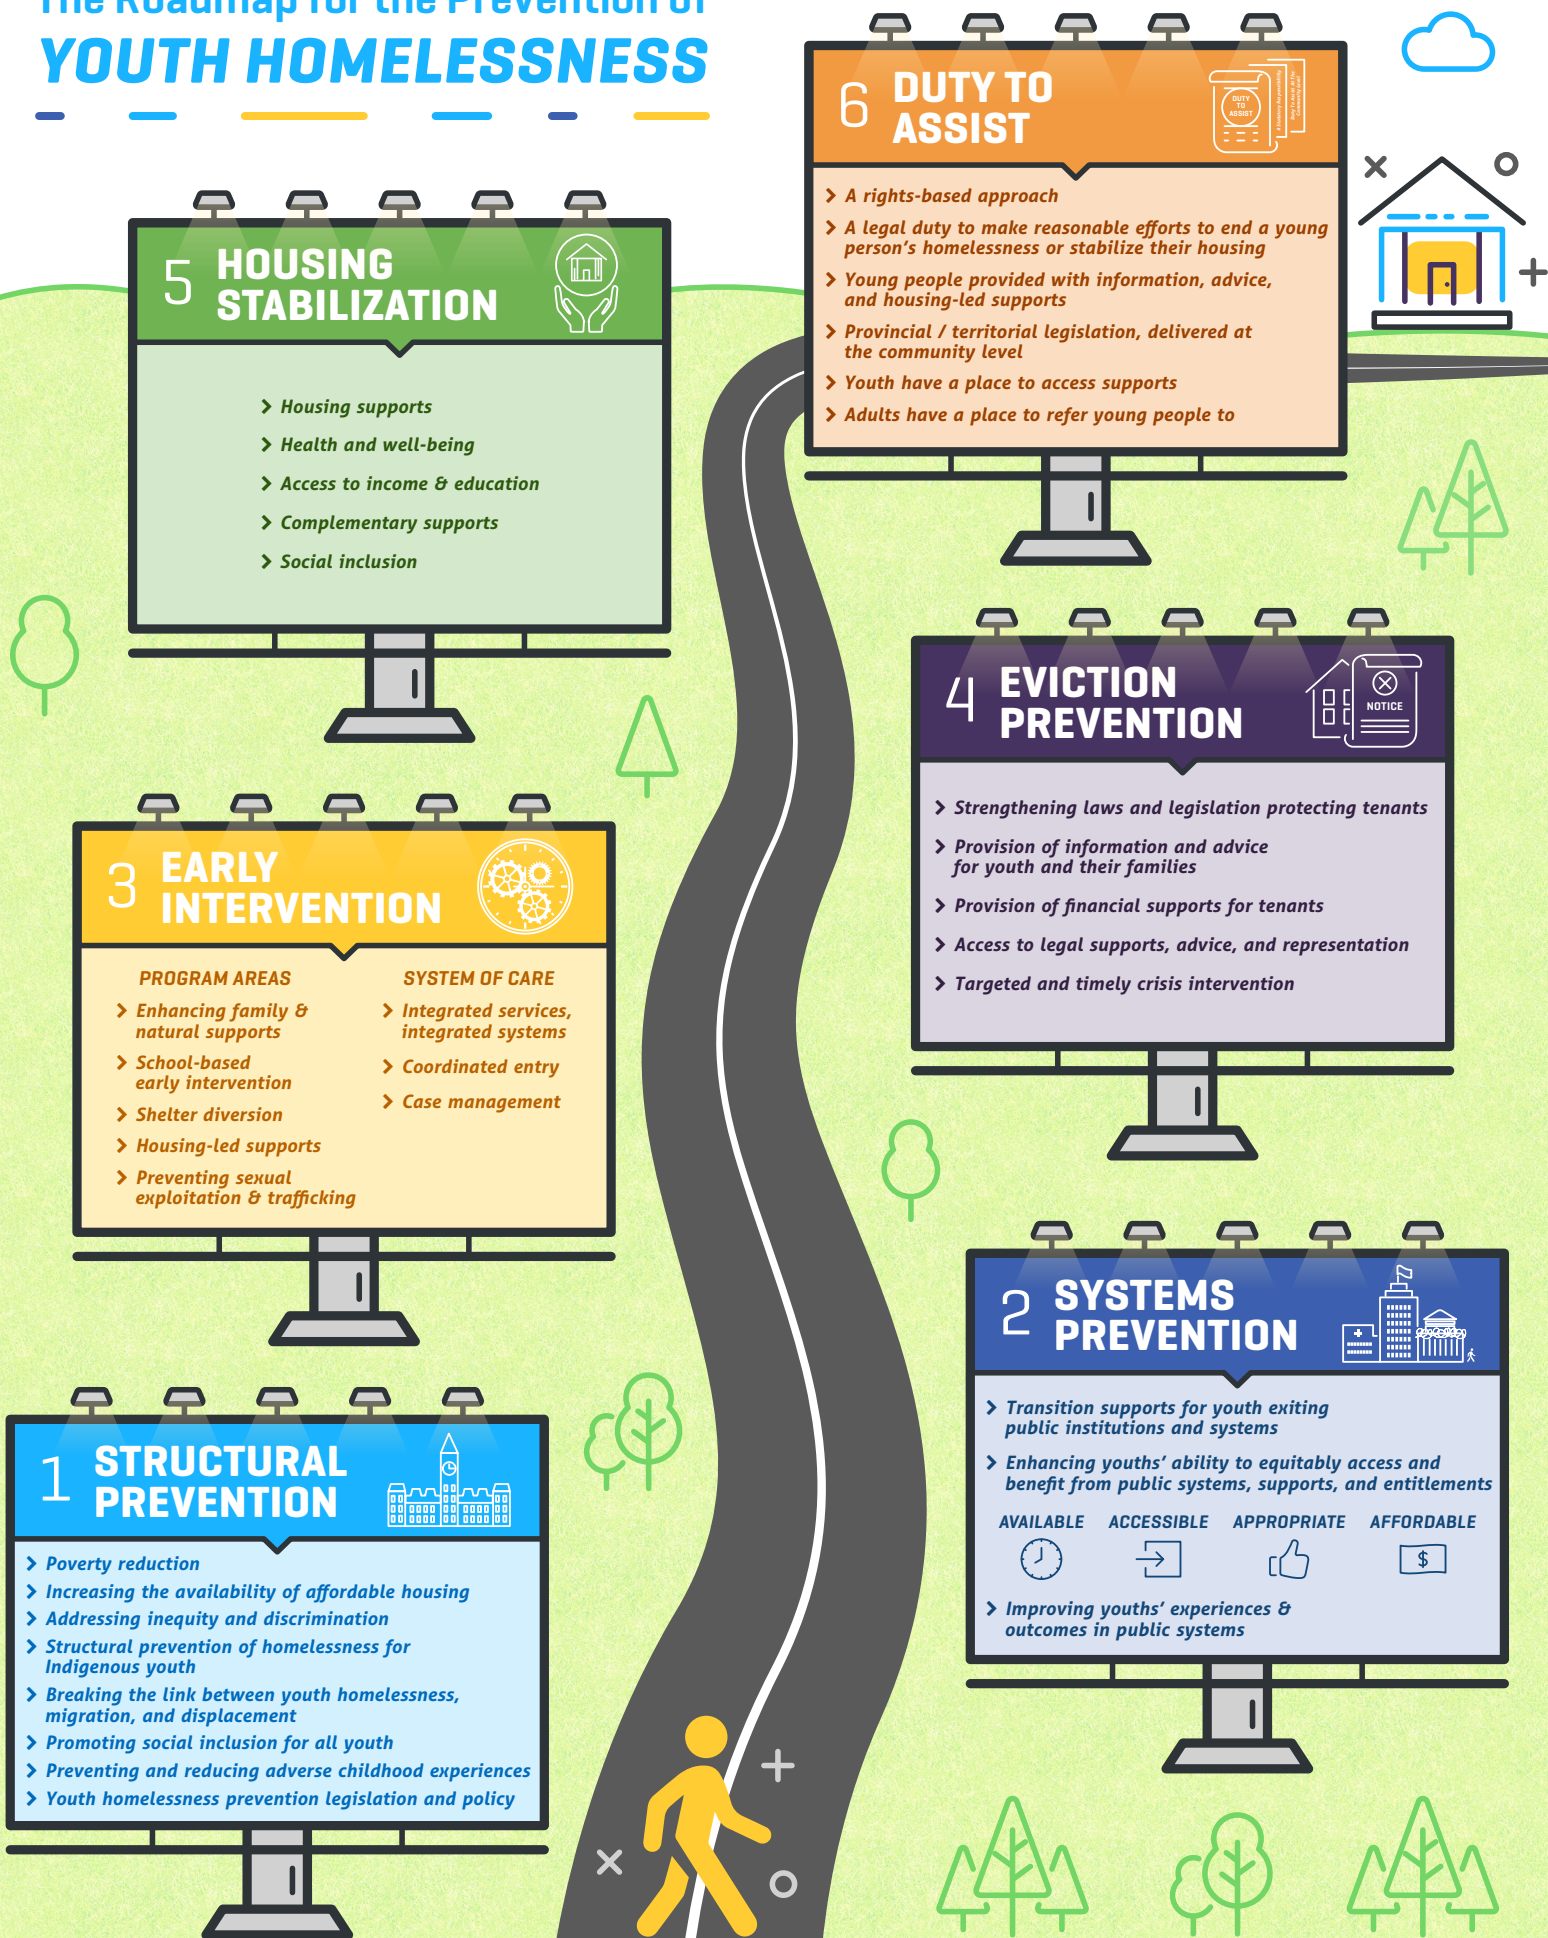 The Roadmap for the Prevention of
YOUTH HOMELESSNESS
6
DUTY TO
ASSIST
DUTY
TO
ASSIST
A rights-based approach
A legal duty to make reasonable efforts to end a young
person's homelessness or stabilize their housing
Young people provided with information, advice,
and housing-led supports
Provincial / territorial legislation, delivered at
the community level
Youth have a place to access supports
Adults have a place to refer young people to
5
HOUSING
STABILIZATION
Housing supports
Health and well-being
Access to income & education
Complementary supports
Social inclusion
4
EVICTION
PREVENTION
NOTICE
Strengthening laws and legislation protecting tenants
Provision of information and advice
for youth and their families
Provision of financial supports for tenants
Access to legal supports, advice, and representation
Targeted and timely crisis intervention
3
EARLY
INTERVENTION
PROGRAM AREAS
Enhancing family &
natural supports
School-based
early intervention
Shelter diversion
Housing-led supports
Preventing sexual
exploitation & trafficking
SYSTEM OF CARE
Integrated services,
integrated systems
Coordinated entry
Case management
2
SYSTEMS
PREVENTION
Transition supports for youth exiting
public institutions and systems
Enhancing youths' ability to equitably access and
benefit from public systems, supports, and entitlements
AVAILABLE ACCESSIBLE APPROPRIATE AFFORDABLE
$
Improving youths' experiences &
outcomes in public systems
1
STRUCTURAL
PREVENTION
Poverty reduction
Increasing the availability of affordable housing
Addressing inequity and discrimination
Structural prevention of homelessness for
Indigenous youth
Breaking the link between youth homelessness,
migration, and displacement
Promoting social inclusion for all youth
Preventing and reducing adverse childhood experiences
Youth homelessness prevention legislation and policy